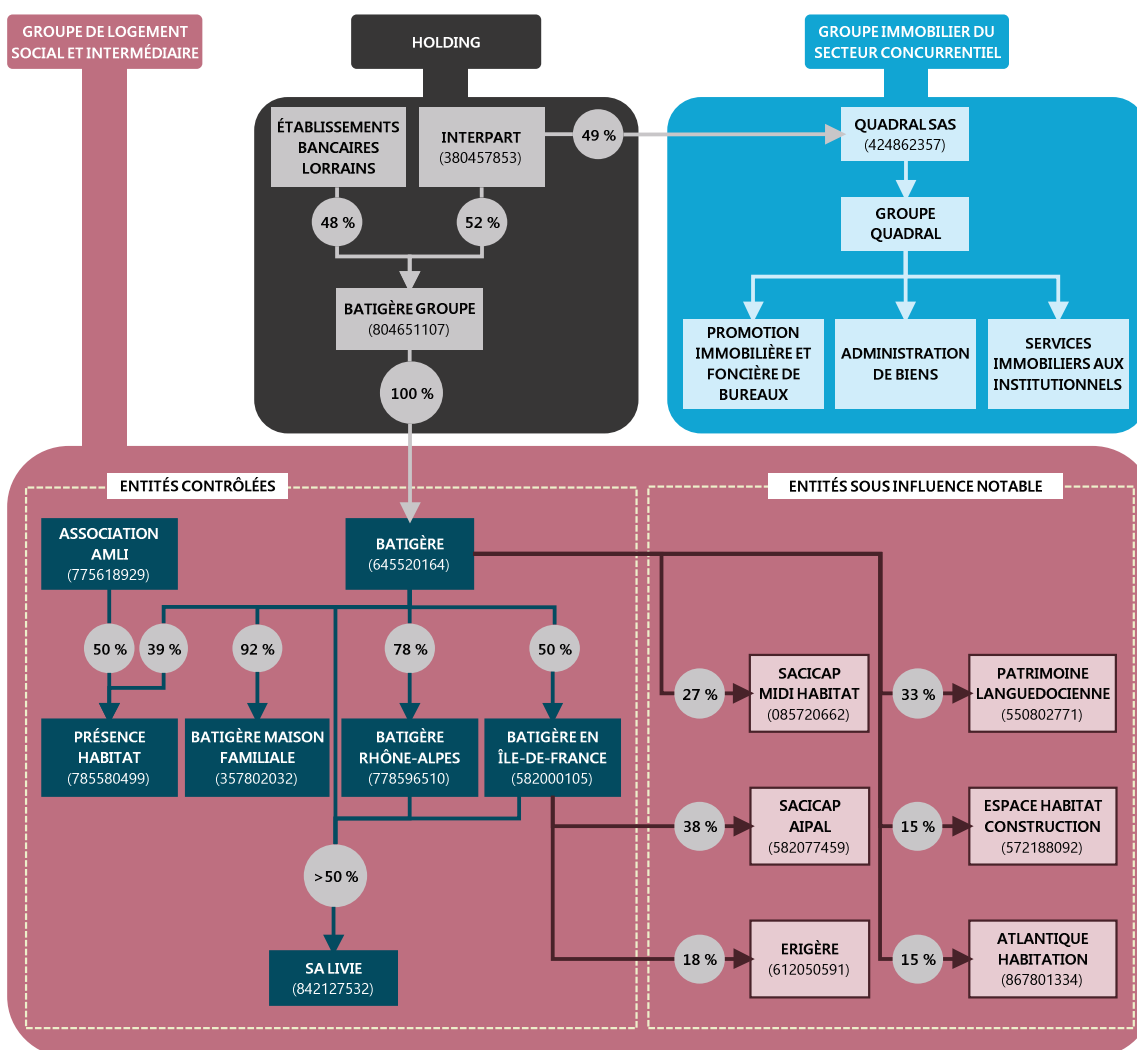 GROUPE DE LOGEMENT
SOCIAL ET INTERMÉDIAIRE
HOLDING
GROUPE IMMOBILIER DU
SECTEUR CONCURRENTIEL
ÉTABLISSEMENTS
BANCAIRES
LORRAINS
INTERPART
(380457853)
49 %
QUADRAL SAS
(424862357)
48 %
52 %
GROUPE
QUADRAL
BATIGÈRE GROUPE
(804651107)
100 %
PROMOTION
IMMOBILIÈRE ET
FONCIÈRE DE
BUREAUX
ADMINISTRATION
DE BIENS
SERVICES
IMMOBILIERS AUX
INSTITUTIONNELS
ENTITÉS CONTRÔLÉES
ENTITÉS SOUS INFLUENCE NOTABLE
ASSOCIATION
AMLI
(775618929)
BATIGÈRE
(645520164)
50 %
39 %
92 %
78 %
50 %
PRÉSENCE
HABITAT
(785580499)
BATIGÈRE MAISON
FAMILIALE
(357802032)
BATIGÈRE
RHÔNE-ALPES
(778596510)
BATIGÈRE EN
ÎLE-DE-FRANCE
(582000105)
>50 %
SA LIVIE
(842127532)
27 %
SACICAP
MIDI HABITAT
(085720662)
33 %
PATRIMOINE
LANGUEDOCIENNE
(550802771)
38 %
SACICAP
AIPAL
(582077459)
15 %
ESPACE HABITAT
CONSTRUCTION
(572188092)
18 %
ERIGÈRE
(612050591)
15 %
ATLANTIQUE
HABITATION
(867801334)